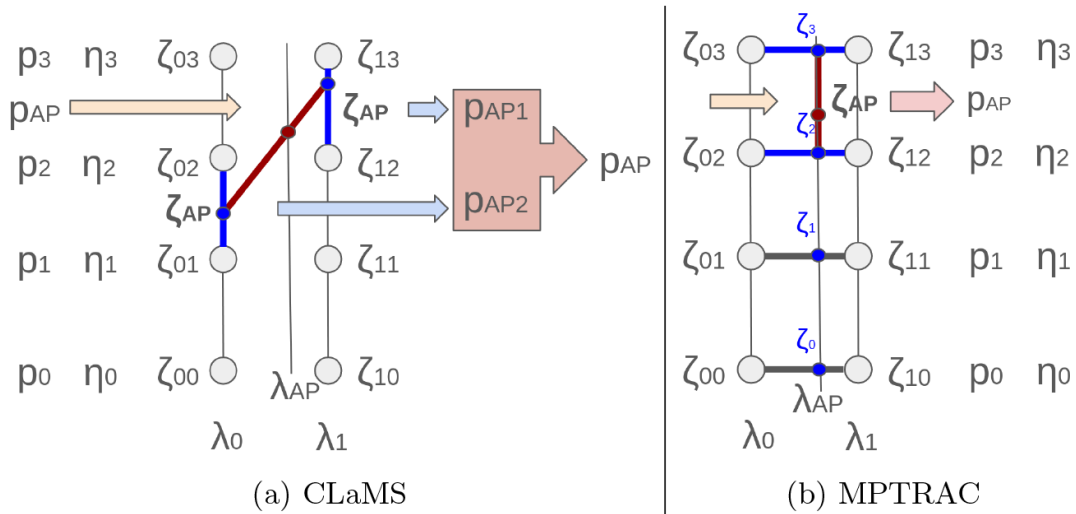 p3 η3 ζ03 ζ13
pAP ζAP pAP1
p2 η2 ζ02 ζ12 pAP
ζAP pAP2
p1 η1 ζ01 ζ11
p0 η0 ζ00 ζ10
λAP
λ0 λ1
(a) CLaMS
ζ3
ζ03 ζ13 p3 η3
ζAP pAP
ζ2
ζ02 ζ12 p2 η2
ζ1
ζ01 ζ11 p1 η1
ζ0
ζ00 ζ10 p0 η0
λAP
λ0 λ1
(b) MPTRAC